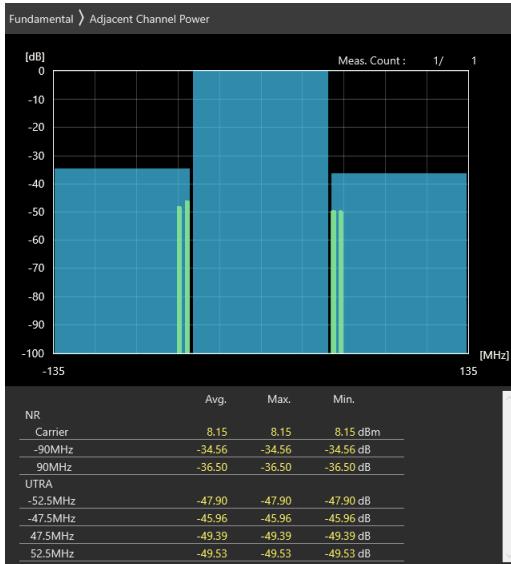 Fundamental 〉 Adjacent Channel Power
[dB]
Meas. Count : 1/ 1
0
-10
-20
-30
-40
-50
-60
-70
-80
-90
-100
[MHz]
-135 135
Avg. Max. Min.
NR
Carrier 8.15 8.15 8.15 dBm
-90MHz -34.56 -34.56 -34.56 dB
90MHz -36.50 -36.50 -36.50 dB
UTRA
-52.5MHz -47.90 -47.90 -47.90 dB
-47.5MHz -45.96 -45.96 -45.96 dB
47.5MHz -49.39 -49.39 -49.39 dB
52.5MHz -49.53 -49.53 -49.53 dB